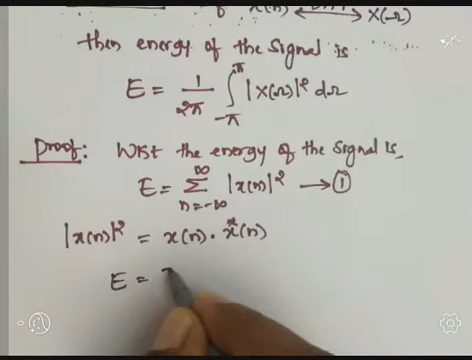 of x(n) ⟷ X(Ω)
then energy of the signal is
E = 1/2π ∫_{-π}^{π} |X(Ω)|² dΩ
Proof: WKT the energy of the signal is,
E = Σ_{n=-∞}^{∞} |x(n)|² → ①
|x(n)|² = x(n) · x*(n)
E =